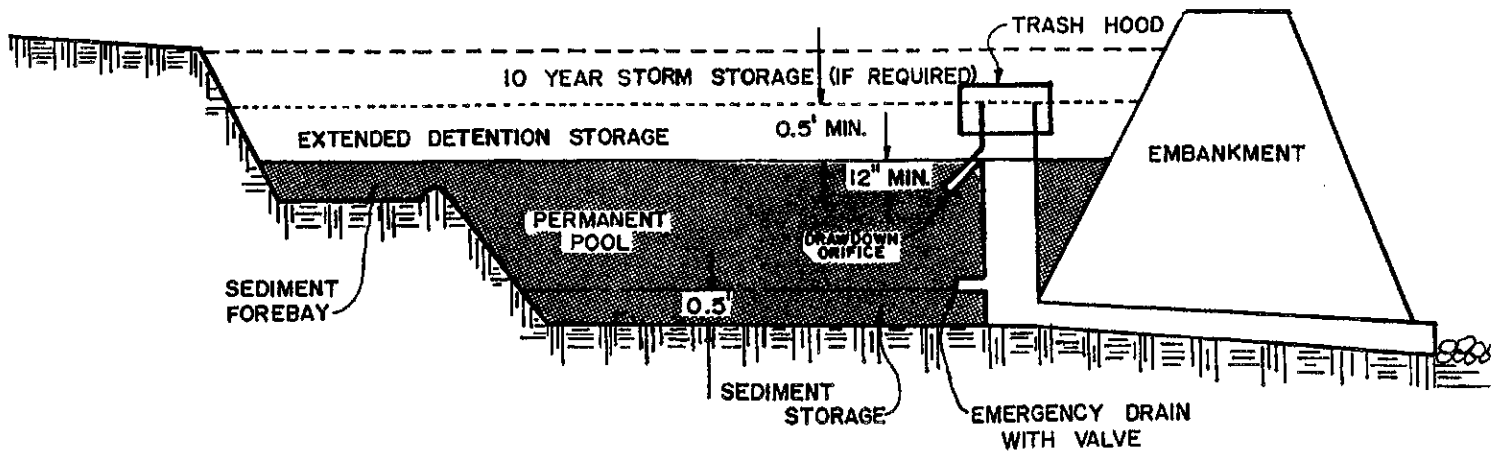 TRASH HOOD
10 YEAR STORM STORAGE (IF REQUIRED)
0.5' MIN.
EXTENDED DETENTION STORAGE
EMBANKMENT
12" MIN.
PERMANENT
POOL
DRAWDOWN
ORIFICE
SEDIMENT
FOREBAY
0.5'
SEDIMENT
STORAGE
EMERGENCY DRAIN
WITH VALVE